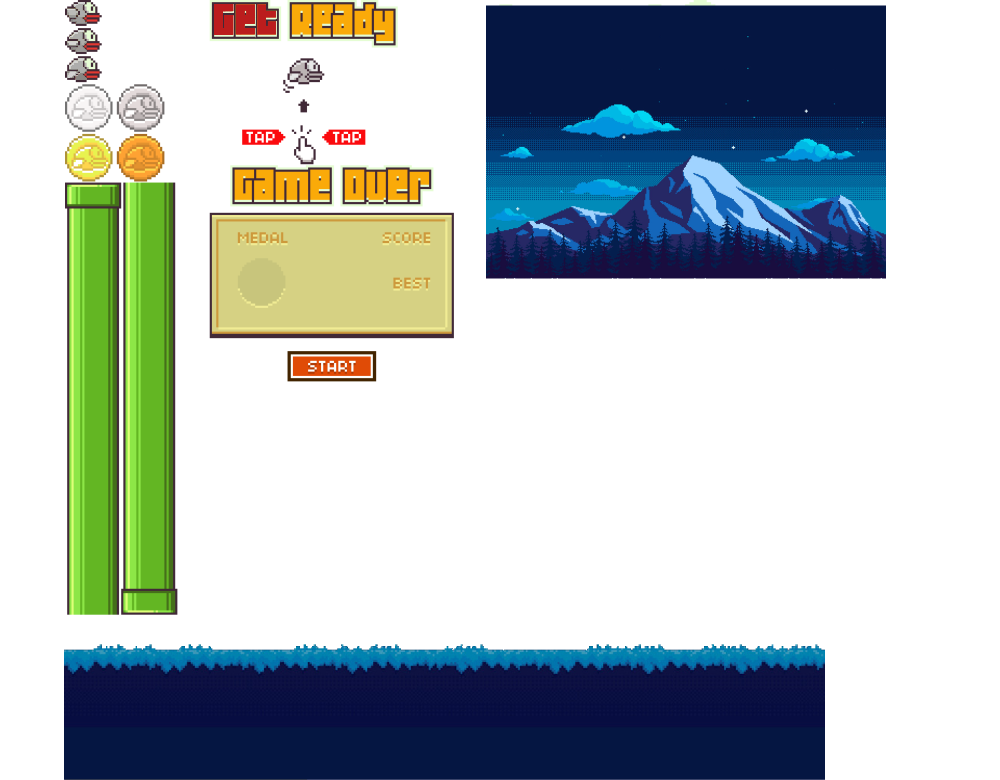 Get Ready
TAP TAP
Game Over
MEDAL SCORE
BEST
START